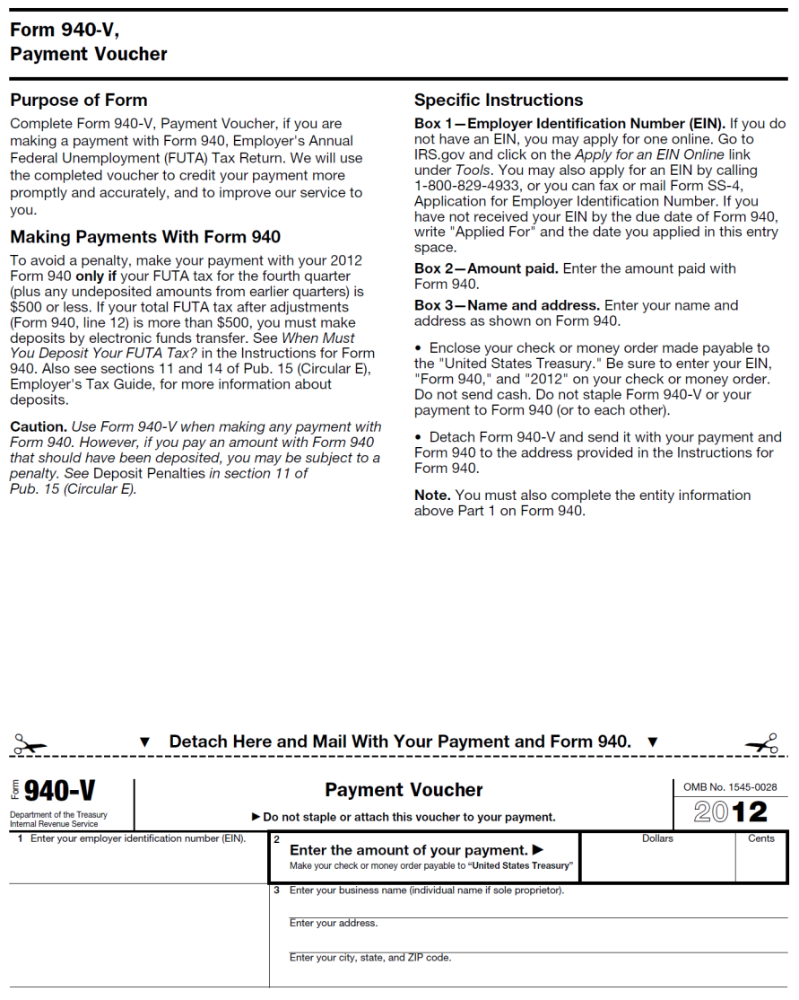 Form 940-V,
Payment Voucher
Purpose of Form
Complete Form 940-V, Payment Voucher, if you are
making a payment with Form 940, Employer's Annual
Federal Unemployment (FUTA) Tax Return. We will use
the completed voucher to credit your payment more
promptly and accurately, and to improve our service to
you.
Making Payments With Form 940
To avoid a penalty, make your payment with your 2012
Form 940 only if your FUTA tax for the fourth quarter
(plus any undeposited amounts from earlier quarters) is
$500 or less. If your total FUTA tax after adjustments
(Form 940, line 12) is more than $500, you must make
deposits by electronic funds transfer. See When Must
You Deposit Your FUTA Tax? in the Instructions for Form
940. Also see sections 11 and 14 of Pub. 15 (Circular E),
Employer's Tax Guide, for more information about
deposits.
Caution. Use Form 940-V when making any payment with
Form 940. However, if you pay an amount with Form 940
that should have been deposited, you may be subject to a
penalty. See Deposit Penalties in section 11 of
Pub. 15 (Circular E).
Specific Instructions
Box 1—Employer Identification Number (EIN). If you do
not have an EIN, you may apply for one online. Go to
IRS.gov and click on the Apply for an EIN Online link
under Tools. You may also apply for an EIN by calling
1-800-829-4933, or you can fax or mail Form SS-4,
Application for Employer Identification Number. If you
have not received your EIN by the due date of Form 940,
write "Applied For" and the date you applied in this entry
space.
Box 2—Amount paid. Enter the amount paid with
Form 940.
Box 3—Name and address. Enter your name and
address as shown on Form 940.
• Enclose your check or money order made payable to
the "United States Treasury." Be sure to enter your EIN,
"Form 940," and "2012" on your check or money order.
Do not send cash. Do not staple Form 940-V or your
payment to Form 940 (or to each other).
• Detach Form 940-V and send it with your payment and
Form 940 to the address provided in the Instructions for
Form 940.
Note. You must also complete the entity information
above Part 1 on Form 940.
▼ Detach Here and Mail With Your Payment and Form 940. ▼
Form 940-V
Department of the Treasury
Internal Revenue Service
Payment Voucher
▶ Do not staple or attach this voucher to your payment.
OMB No. 1545-0028
2012
1 Enter your employer identification number (EIN).
2
Enter the amount of your payment. ▶
Make your check or money order payable to “United States Treasury”
Dollars
Cents
3 Enter your business name (individual name if sole proprietor).
Enter your address.
Enter your city, state, and ZIP code.